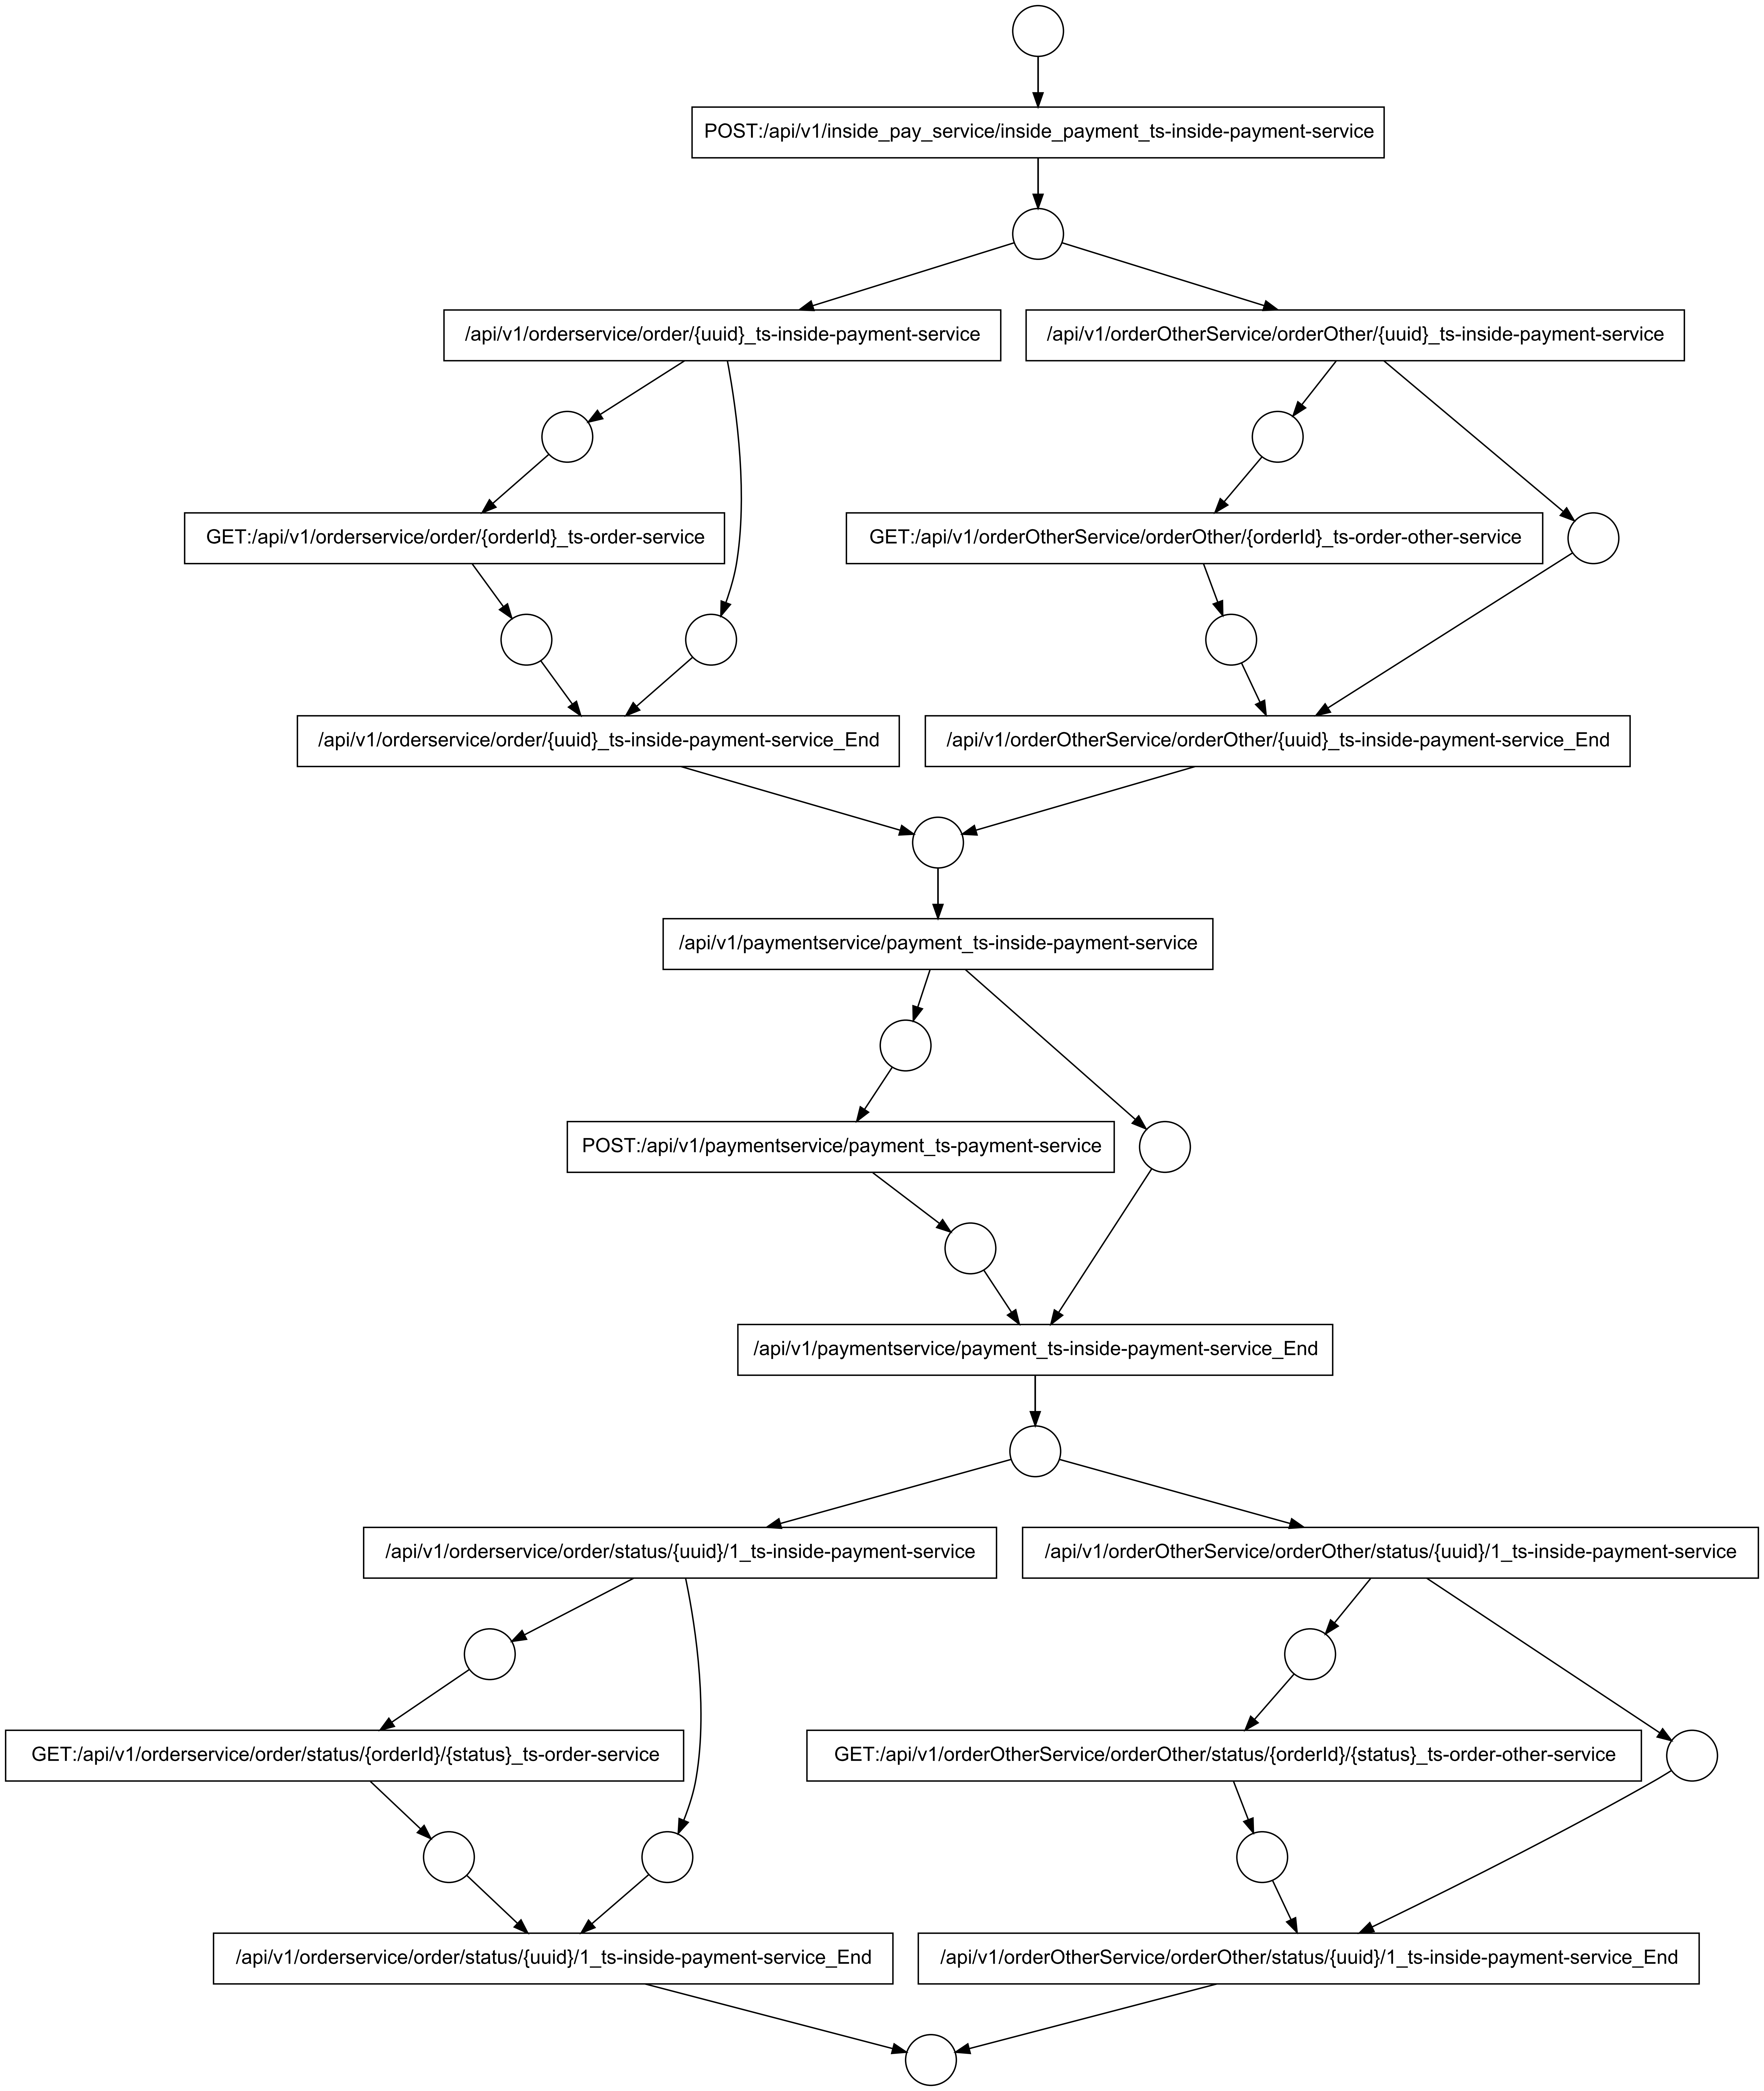 POST:/api/v1/inside_pay_service/inside_payment_ts-inside-payment-service
/api/v1/orderservice/order/{uuid}_ts-inside-payment-service
/api/v1/orderOtherService/orderOther/{uuid}_ts-inside-payment-service
GET:/api/v1/orderservice/order/{orderId}_ts-order-service
GET:/api/v1/orderOtherService/orderOther/{orderId}_ts-order-other-service
/api/v1/orderservice/order/{uuid}_ts-inside-payment-service_End
/api/v1/orderOtherService/orderOther/{uuid}_ts-inside-payment-service_End
/api/v1/paymentservice/payment_ts-inside-payment-service
POST:/api/v1/paymentservice/payment_ts-payment-service
/api/v1/paymentservice/payment_ts-inside-payment-service_End
/api/v1/orderservice/order/status/{uuid}/1_ts-inside-payment-service
/api/v1/orderOtherService/orderOther/status/{uuid}/1_ts-inside-payment-service
GET:/api/v1/orderservice/order/status/{orderId}/{status}_ts-order-service
GET:/api/v1/orderOtherService/orderOther/status/{orderId}/{status}_ts-order-other-service
/api/v1/orderservice/order/status/{uuid}/1_ts-inside-payment-service_End
/api/v1/orderOtherService/orderOther/status/{uuid}/1_ts-inside-payment-service_End